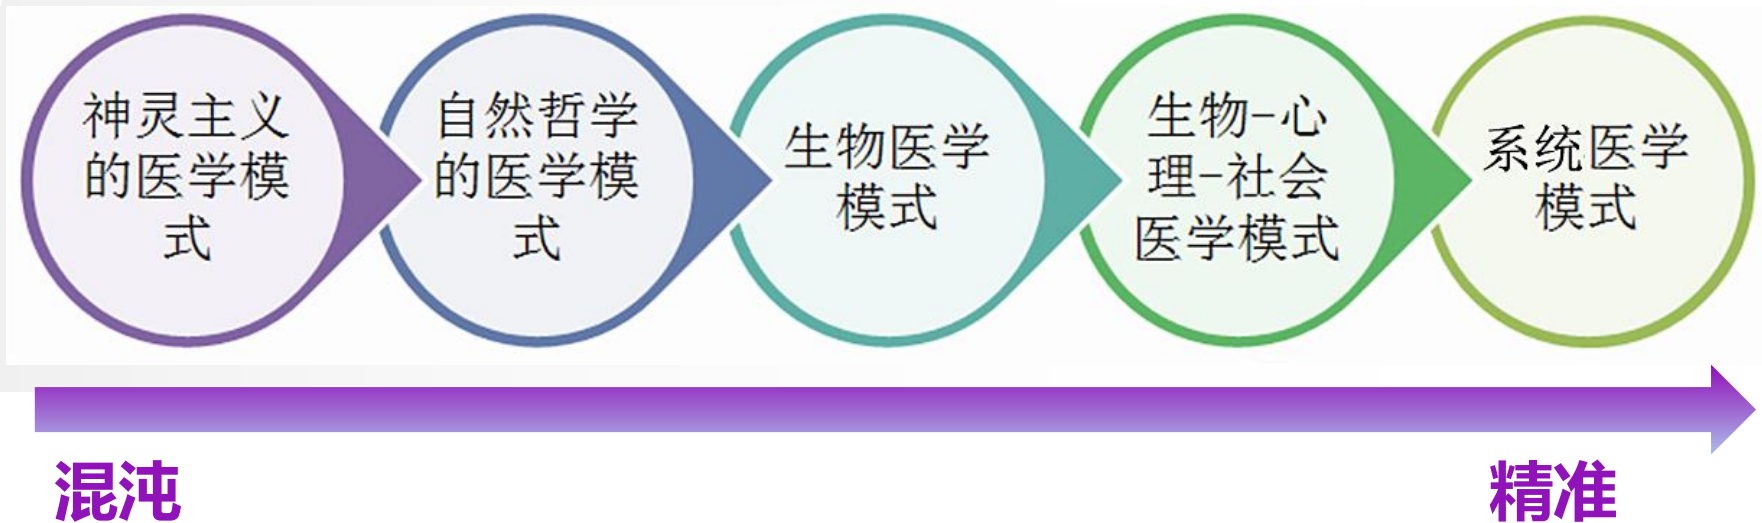 神灵主义
的医学模
式
自然哲学
的医学模
式
生物医学
模式
生物-心
理-社会
医学模式
系统医学
模式
混沌
精准